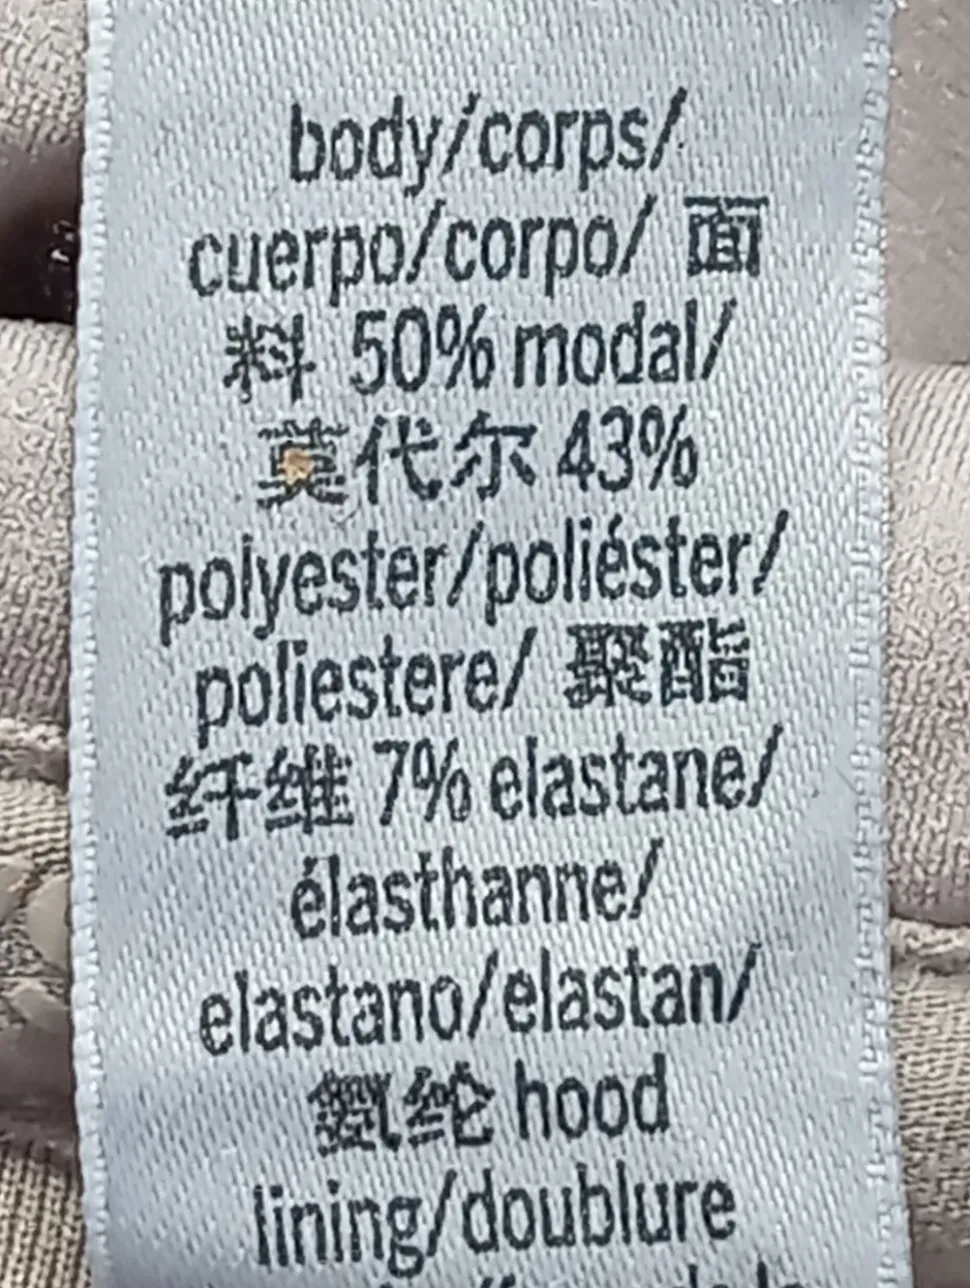 body/corps/
cuerpo/corpo/ 面
料 50% modal/
莫代尔 43%
polyester/poliéster/
poliestere/ 聚酯
纤维 7% elastane/
élasthanne/
elastano/elastan/
氨纶 hood
lining/doublure